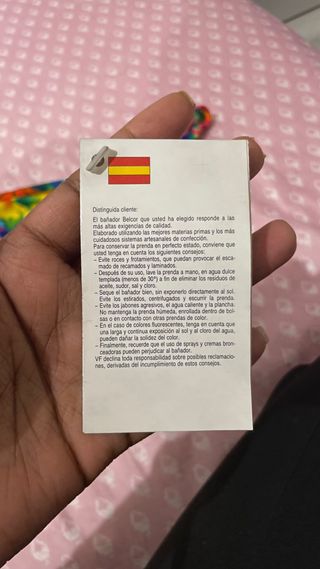 Distinguida cliente:
El bañador Belcor que usted ha elegido responde a las
más altas exigencias de calidad.
Elaborado utilizando las mejores materias primas y los más
cuidadosos sistemas artesanales de confección.
Para conservar la prenda en perfecto estado, conviene que
usted tenga en cuenta los siguientes consejos:
– Evite roces y frotamientos, que puedan provocar el esca-
mado de recamados y laminados.
– Después de su uso, lave la prenda a mano, en agua dulce
templada (menos de 30°) a fin de eliminar los residuos de
aceite, sudor, sal y cloro.
– Seque el bañador bien, sin exponerlo directamente al sol.
Evite los estirados, centrifugados y escurrir la prenda.
– Evite los jabones agresivos, el agua caliente y la plancha.
No mantenga la prenda húmeda, enrollada dentro de bol-
sas o en contacto con otras prendas de color.
– En el caso de colores fluorescentes, tenga en cuenta que
una larga y continua exposición al sol y al cloro del agua,
pueden dañar la solidez del color.
– Finalmente, recuerde que el uso de sprays y cremas bron-
ceadoras pueden perjudicar al bañador.
VF declina toda responsabilidad sobre posibles reclamacio-
nes, derivadas del incumplimiento de estos consejos.